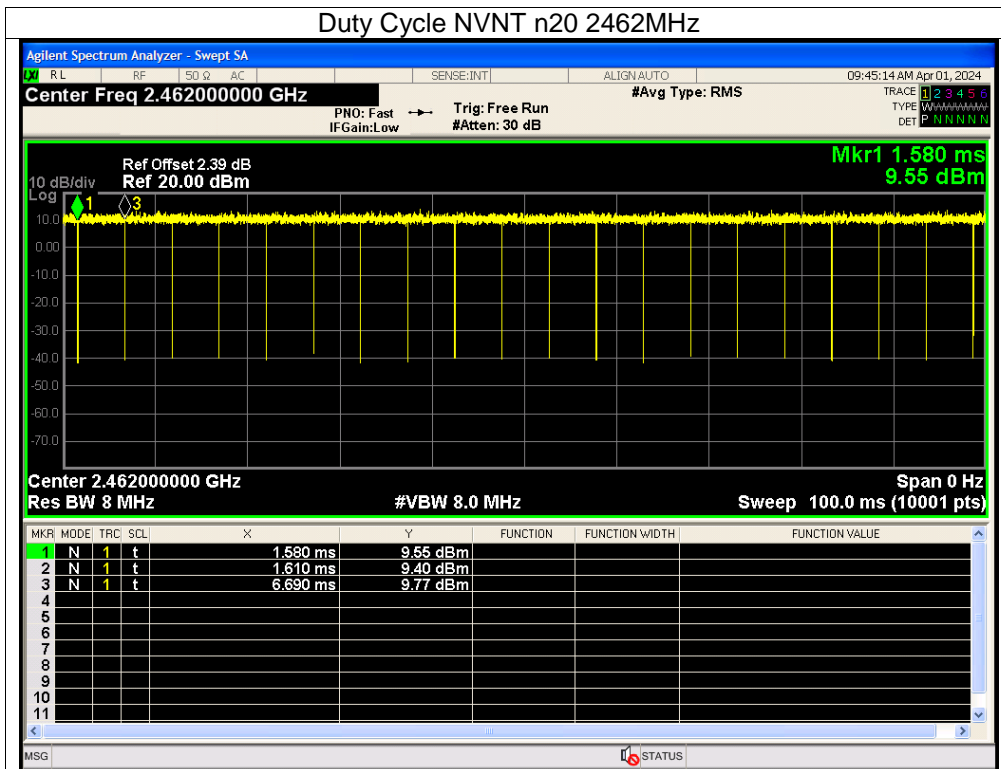 Duty Cycle NVNT n20 2462MHz
Agilent Spectrum Analyzer - Swept SA
LXI RL RF 50 Ω AC SENSE:INT ALIGN AUTO 09:45:14 AM Apr 01, 2024
Center Freq 2.462000000 GHz #Avg Type: RMS TRACE 1 2 3 4 5 6
PNO: Fast Trig: Free Run TYPE WWWWWW
IFGain:Low #Atten: 30 dB DET P N N N N N
Mkr1 1.580 ms
Ref Offset 2.39 dB
10 dB/div Ref 20.00 dBm 9.55 dBm
Log
1 3
10.0
0.00
-10.0
-20.0
-30.0
-40.0
-50.0
-60.0
-70.0
Center 2.462000000 GHz Span 0 Hz
Res BW 8 MHz #VBW 8.0 MHz Sweep 100.0 ms (10001 pts)
MKR MODE TRC SCL X Y FUNCTION FUNCTION WIDTH FUNCTION VALUE
1 N 1 t 1.580 ms 9.55 dBm
2 N 1 t 1.610 ms 9.40 dBm
3 N 1 t 6.690 ms 9.77 dBm
4
5
6
7
8
9
10
11
MSG STATUS